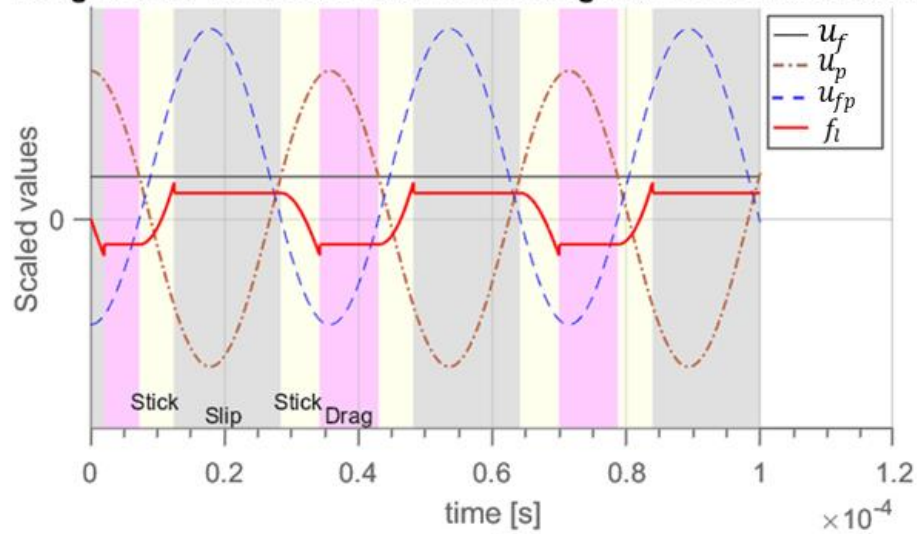 u_f
u_p
u_fp
f_l
Scaled values
0
Stick
Slip
Stick
Drag
0 0.2 0.4 0.6 0.8 1 1.2
time [s]
×10^-4